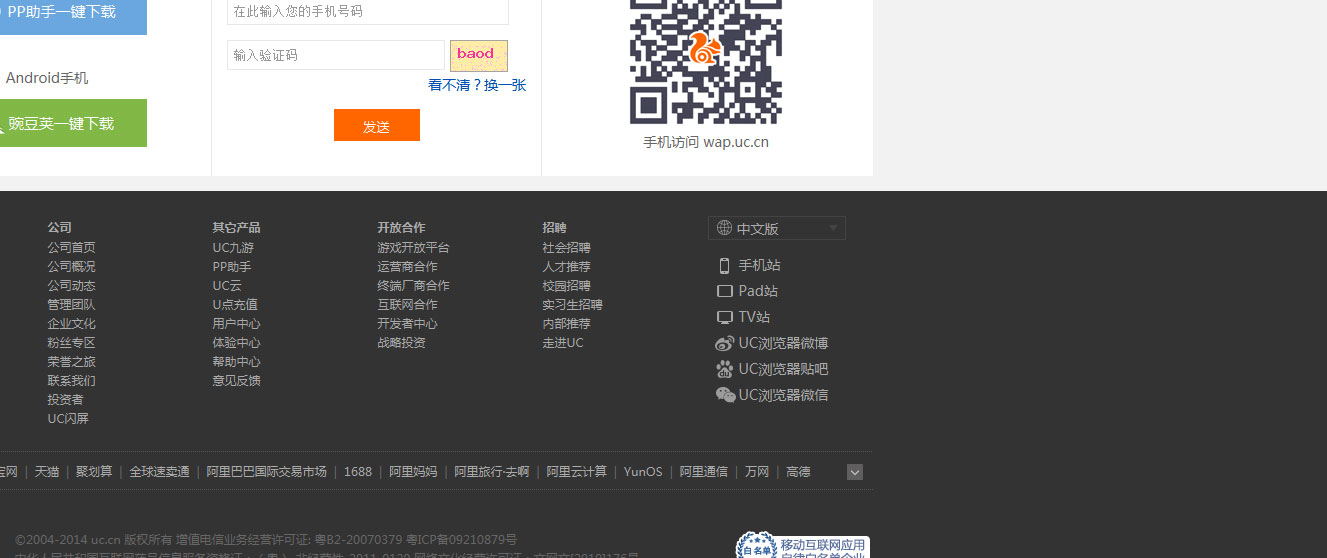 PP助手一键下载
在此输入您的手机号码
输入验证码
baod
看不清？换一张
Android手机
豌豆荚一键下载
发送
手机访问 wap.uc.cn
公司
公司首页
公司概况
公司动态
管理团队
企业文化
粉丝专区
荣誉之旅
联系我们
投资者
UC闪屏
其它产品
UC九游
PP助手
UC云
U点充值
用户中心
体验中心
帮助中心
意见反馈
开放合作
游戏开放平台
运营商合作
终端厂商合作
互联网合作
开发者中心
战略投资
招聘
社会招聘
人才推荐
校园招聘
实习生招聘
内部推荐
走进UC
中文版
手机站
Pad站
TV站
UC浏览器微博
UC浏览器贴吧
UC浏览器微信
宝网 | 天猫 | 聚划算 | 全球速卖通 | 阿里巴巴国际交易市场 | 1688 | 阿里妈妈 | 阿里旅行·去啊 | 阿里云计算 | YunOS | 阿里通信 | 万网 | 高德
©2004-2014 uc.cn 版权所有 增值电信业务经营许可证: 粤B2-20070379 粤ICP备09210879号
白名单
移动互联网应用